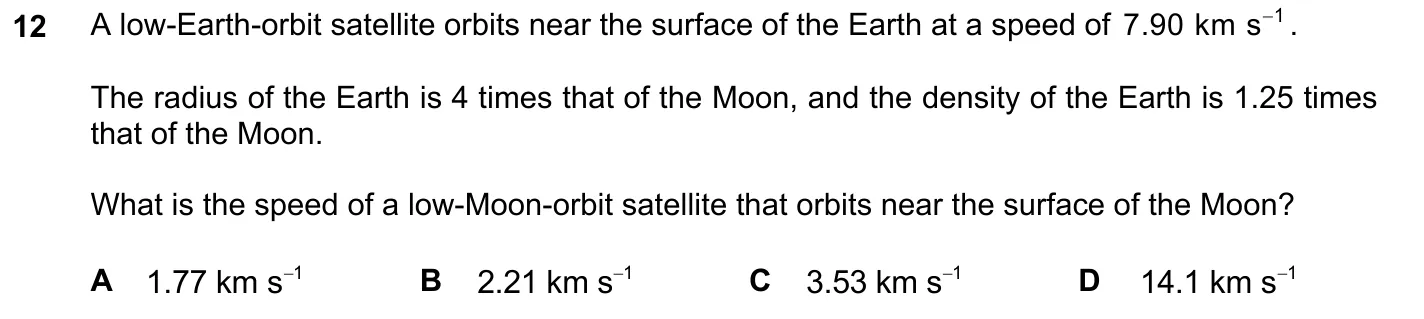 12 A low-Earth-orbit satellite orbits near the surface of the Earth at a speed of 7.90 km s⁻¹.
The radius of the Earth is 4 times that of the Moon, and the density of the Earth is 1.25 times
that of the Moon.
What is the speed of a low-Moon-orbit satellite that orbits near the surface of the Moon?
A 1.77 km s⁻¹ B 2.21 km s⁻¹ C 3.53 km s⁻¹ D 14.1 km s⁻¹